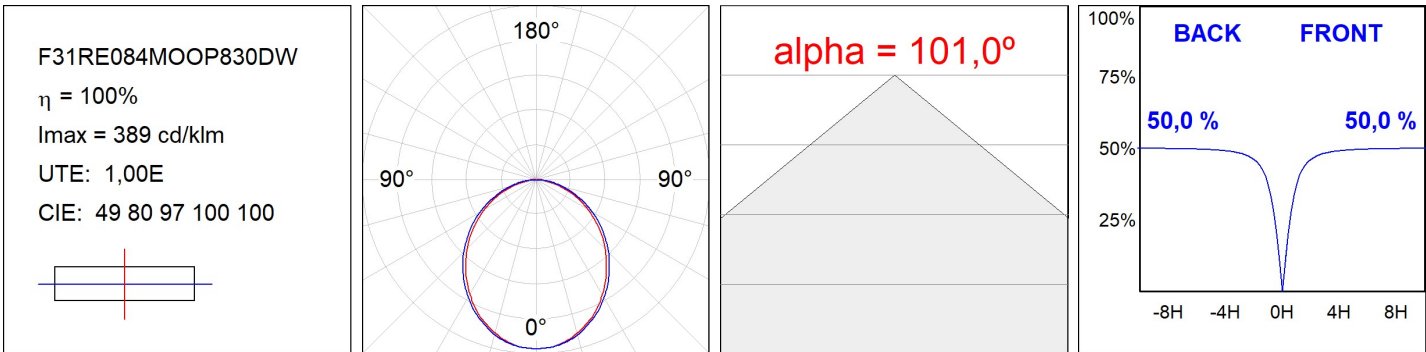 F31RE084MOOP830DW
η = 100%
Imax = 389 cd/klm
UTE: 1,00E
CIE: 49 80 97 100 100
180°
90° 90°
0°
alpha = 101,0º
100%
BACK FRONT
75%
50,0 % 50,0 %
50%
25%
-8H -4H 0H 4H 8H